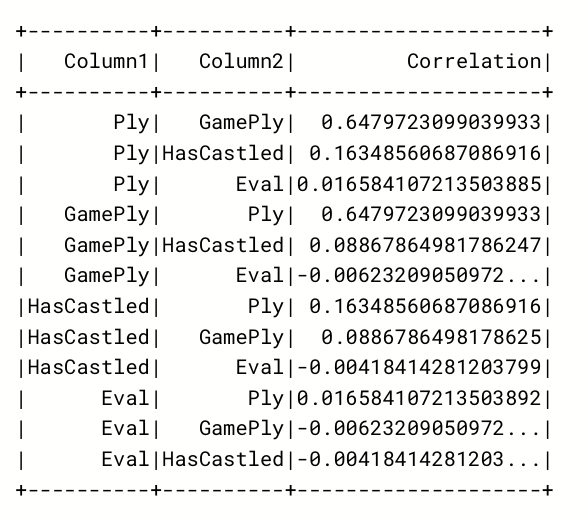 +----------+----------+--------------------+
|   Column1|   Column2|         Correlation|
+----------+----------+--------------------+
|       Ply|   GamePly|  0.6479723099039933|
|       Ply|HasCastled| 0.16348560687086916|
|       Ply|      Eval|0.016584107213503885|
|   GamePly|       Ply|  0.6479723099039933|
|   GamePly|HasCastled| 0.08867864981786247|
|   GamePly|      Eval|-0.00623209050972...|
|HasCastled|       Ply| 0.16348560687086916|
|HasCastled|   GamePly|  0.0886786498178625|
|HasCastled|      Eval|-0.00418414281203799|
|      Eval|       Ply|0.016584107213503892|
|      Eval|   GamePly|-0.00623209050972...|
|      Eval|HasCastled|-0.00418414281203...|
+----------+----------+--------------------+